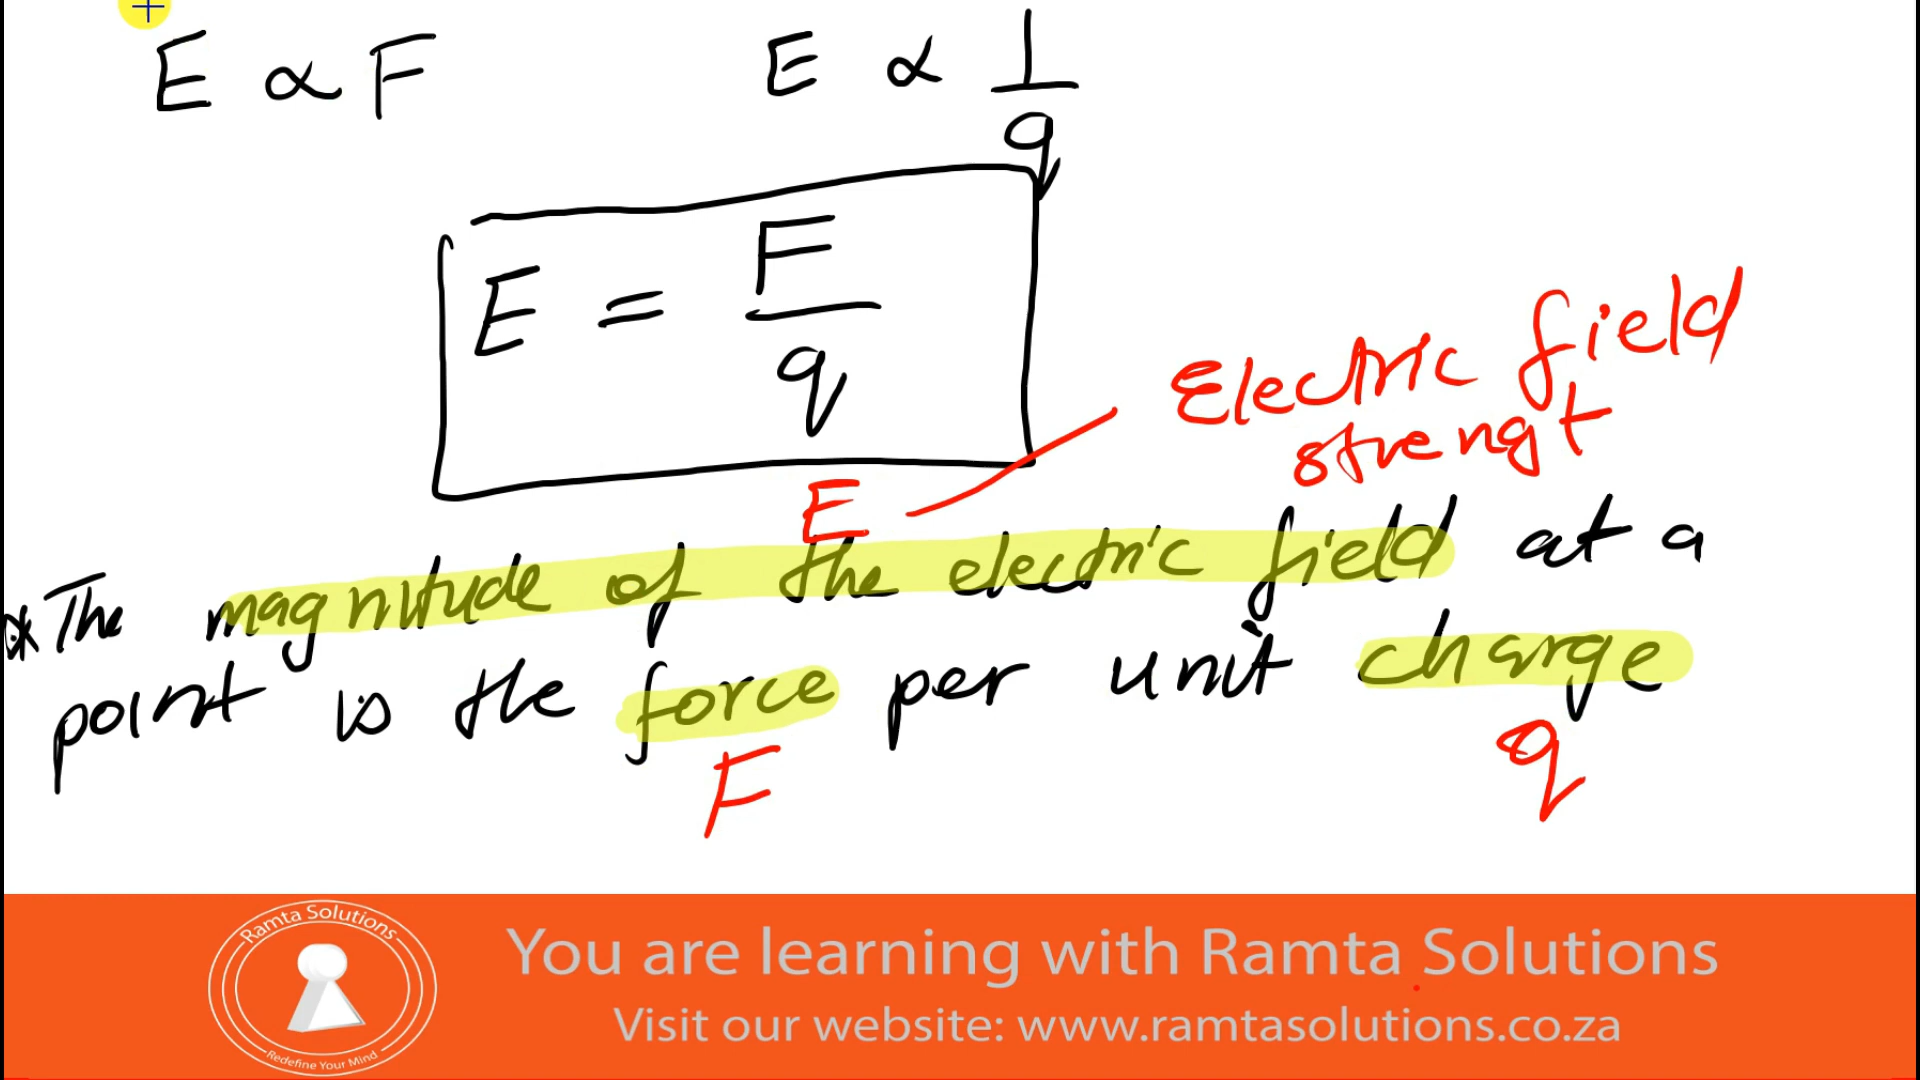 E ∝ F
E ∝ 1/q
E = F/q
Electric field
strengt
E
*The magnitude of the electric field at a
point is the force per unit charge
F
q
Ramta Solutions
Redefine Your Mind
You are learning with Ramta Solutions
Visit our website: www.ramtasolutions.co.za